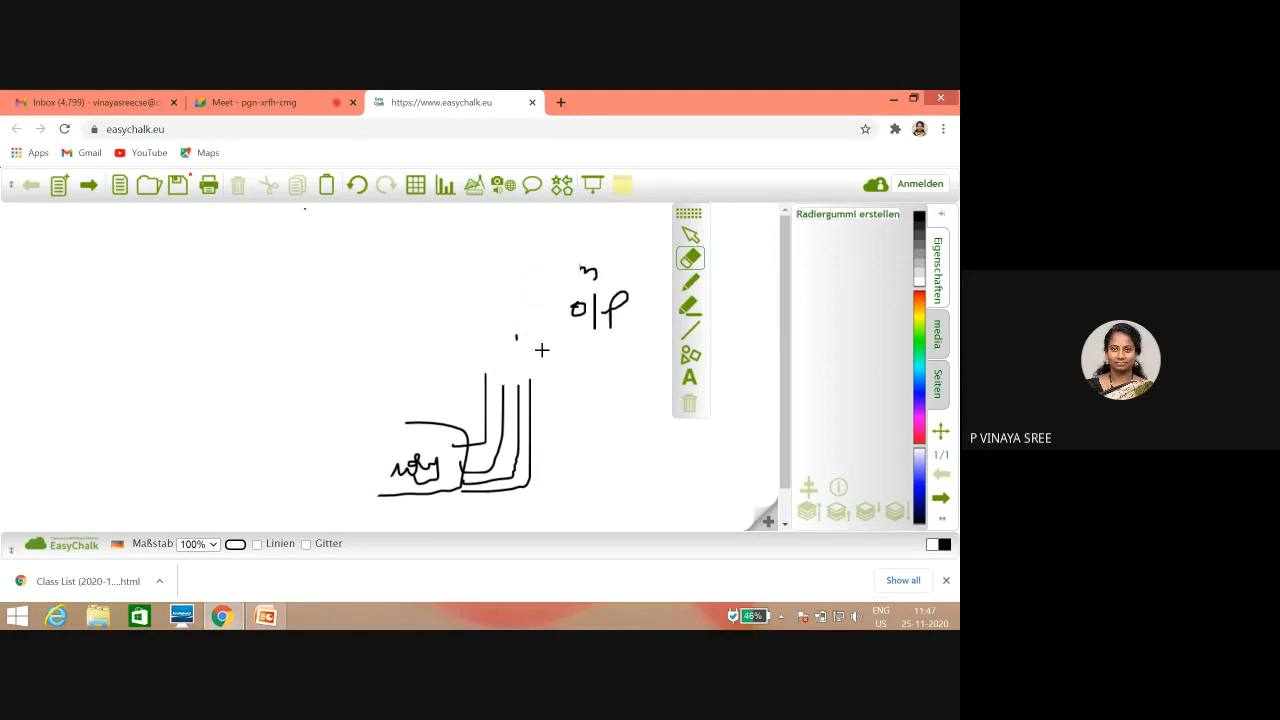 Inbox (4,799) - vinayasreecse@c
Meet - pgn-xrfh-cmg
https://www.easychalk.eu
easychalk.eu
Apps
Gmail
YouTube
Maps
Anmelden
Radiergummi erstellen
Eigenschaften
media
Seiten
o/p
A
1/1
P VINAYA SREE
EasyChalk
Maßstab
100%
Linien
Gitter
Class List (2020-1....html
Show all
46%
ENG
US
11:47
25-11-2020